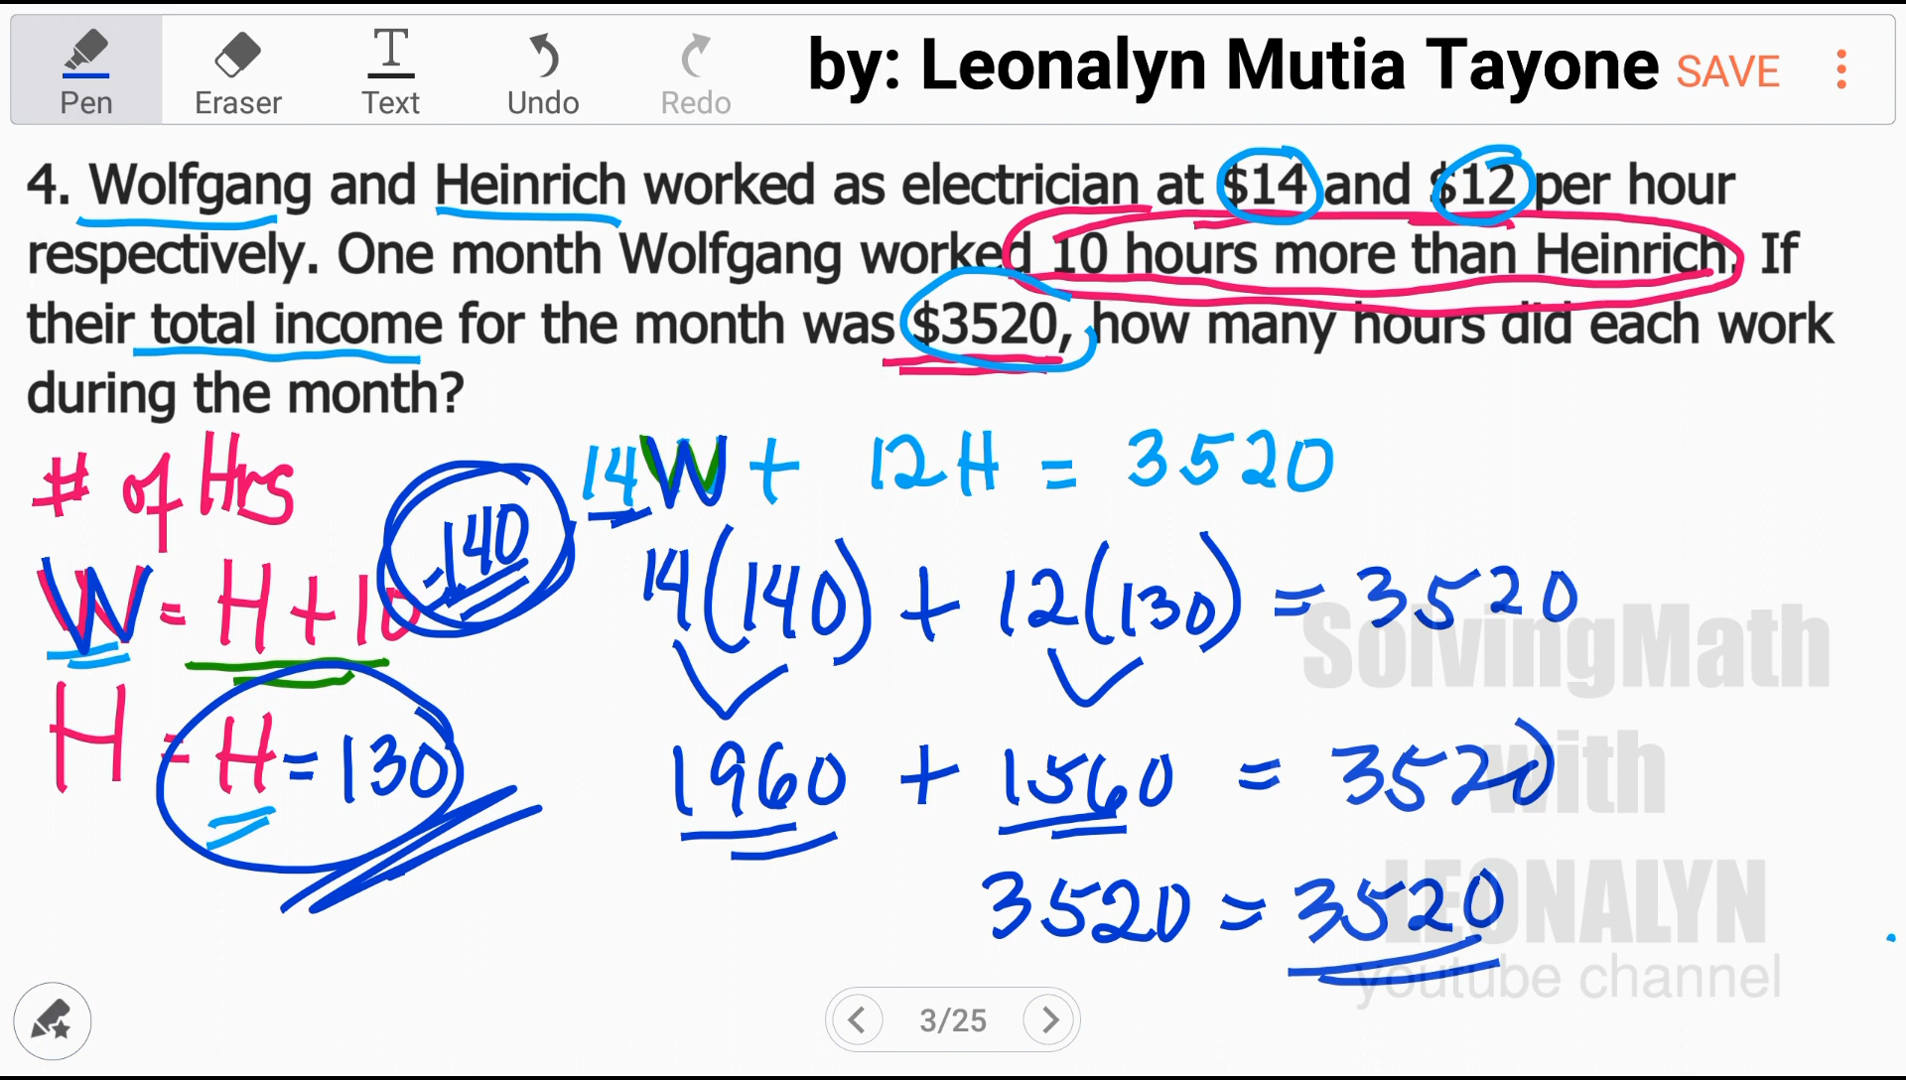 Pen Eraser Text Undo Redo by: Leonalyn Mutia Tayone SAVE
4. Wolfgang and Heinrich worked as electrician at $14 and $12 per hour
respectively. One month Wolfgang worked 10 hours more than Heinrich. If
their total income for the month was $3520, how many hours did each work
during the month?
# of Hrs
W = H + 10 = 140
H = H = 130
14W + 12H = 3520
14(140) + 12(130) = 3520
1960 + 1560 = 3520
3520 = 3520
SolvingMath
with
LEONALYN
youtube channel
3/25